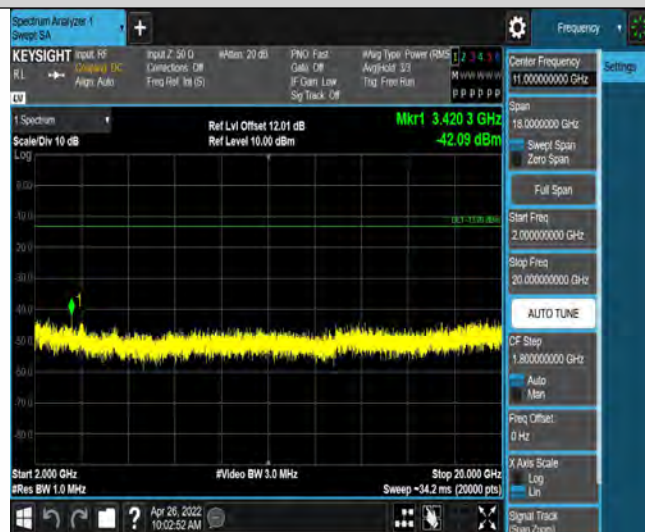 Spectrum Analyzer 1
Swept SA
+
Frequency
KEYSIGHT
Input: RF
Coupling: DC
Align: Auto
Input Z: 50 Ω
Corrections: Off
Freq Ref: Int (S)
#Atten: 20 dB
PNO: Fast
Gate: Off
IF Gain: Low
Sig Track: Off
#Avg Type: Power (RMS
Avg|Hold: 3/3
Trig: Free Run
1 2 3 4 5 6
M W W W W W
P P P P P P
RL
LV
1 Spectrum
Scale/Div 10 dB
Log
Ref Lvl Offset 12.01 dB
Ref Level 10.00 dBm
Mkr1 3.420 3 GHz
-42.09 dBm
0.00
-10.0
-20.0
-30.0
-40.0
-50.0
-60.0
-70.0
-80.0
1
Start 2.000 GHz
#Res BW 1.0 MHz
#Video BW 3.0 MHz
Stop 20.000 GHz
Sweep ~34.2 ms (20000 pts)
Center Frequency
11.000000000 GHz
Settings
Span
18.0000000 GHz
Swept Span
Zero Span
Full Span
Start Freq
2.000000000 GHz
Stop Freq
20.000000000 GHz
AUTO TUNE
CF Step
1.800000000 GHz
Auto
Man
Freq Offset
0 Hz
X Axis Scale
Log
Lin
Signal Track
(Span Zoom)
?
Apr 26, 2022
10:02:52 AM